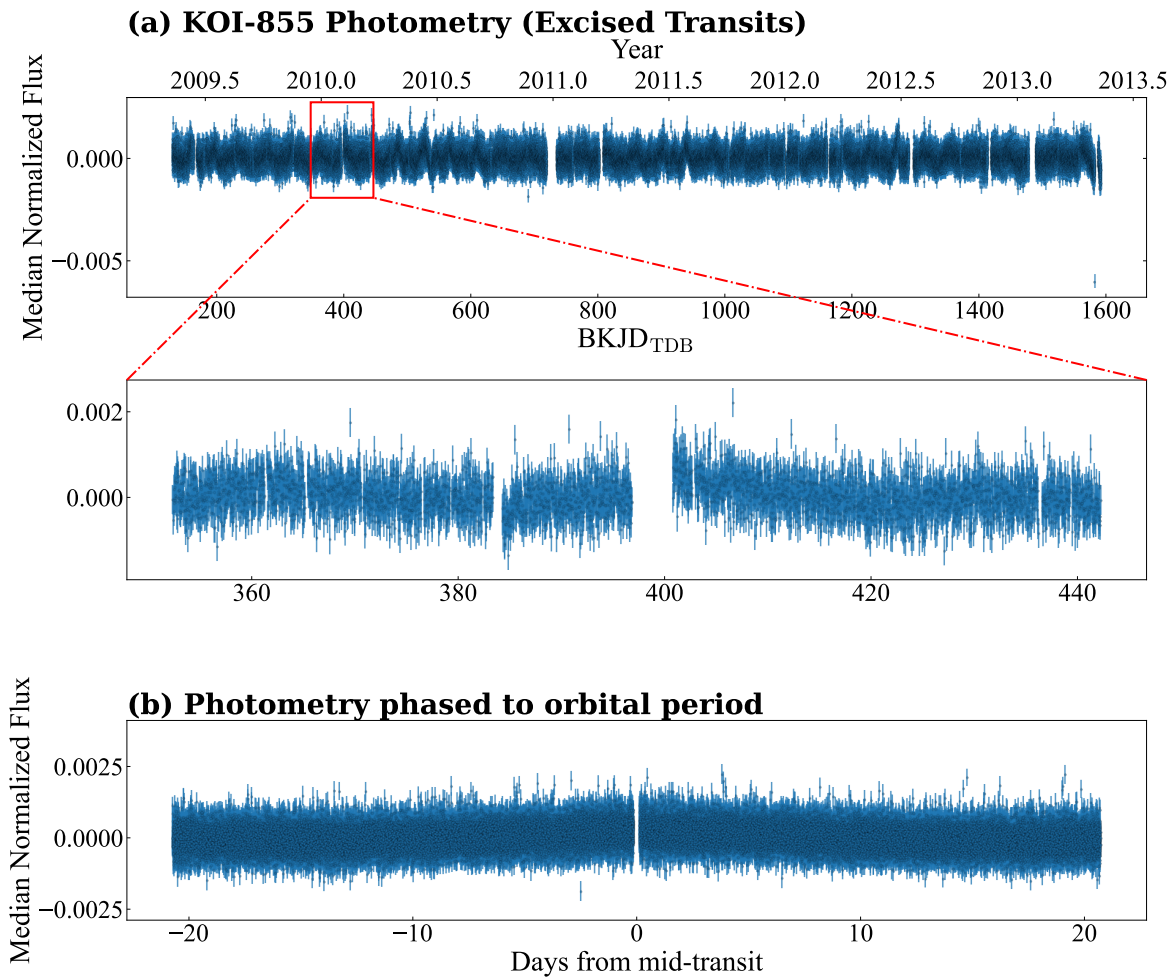 (a) KOI-855 Photometry (Excised Transits)
Year
2009.5 2010.0 2010.5 2011.0 2011.5 2012.0 2012.5 2013.0 2013.5
Median Normalized Flux
0.000
−0.005
200 400 600 800 1000 1200 1400 1600
BKJD_TDB
0.002
0.000
360 380 400 420 440
(b) Photometry phased to orbital period
Median Normalized Flux
0.0025
0.0000
−0.0025
−20 −10 0 10 20
Days from mid-transit